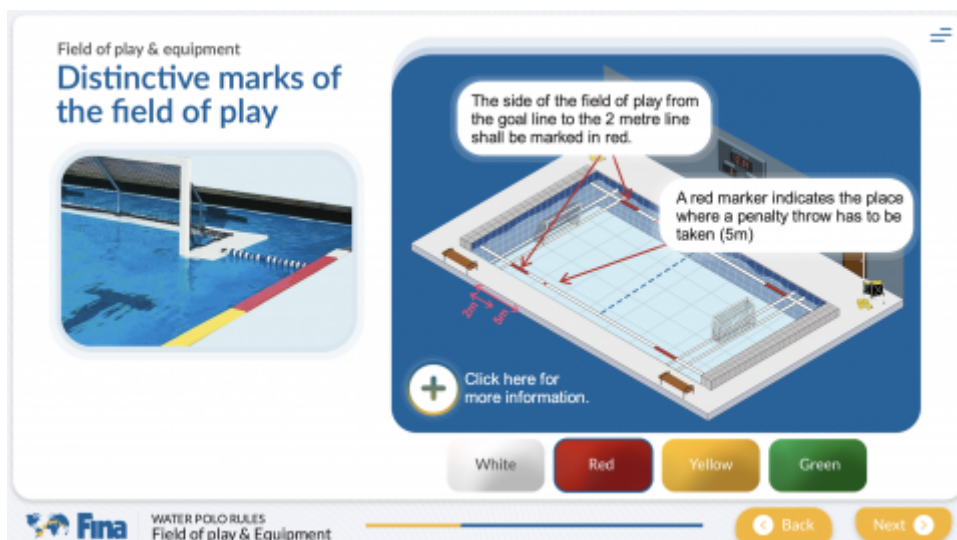 Field of play & equipment
Distinctive marks of
the field of play
The side of the field of play from
the goal line to the 2 metre line
shall be marked in red.
A red marker indicates the place
where a penalty throw has to be
taken (5m)
2m
5m
Click here for
more information.
White
Red
Yellow
Green
Fina
WATER POLO RULES
Field of play & Equipment
Back
Next